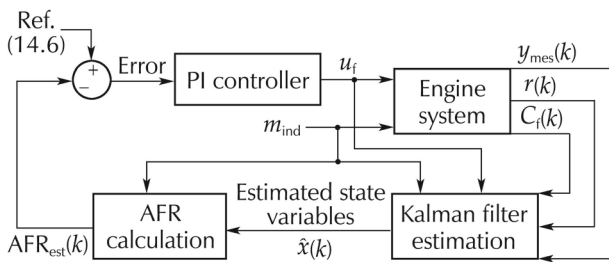 Ref.
(14.6)
+
−
Error
PI controller
u_f
Engine
system
y_mes(k)
r(k)
C_f(k)
m_ind
AFR
calculation
Estimated state
variables
x̂(k)
Kalman filter
estimation
AFR_est(k)